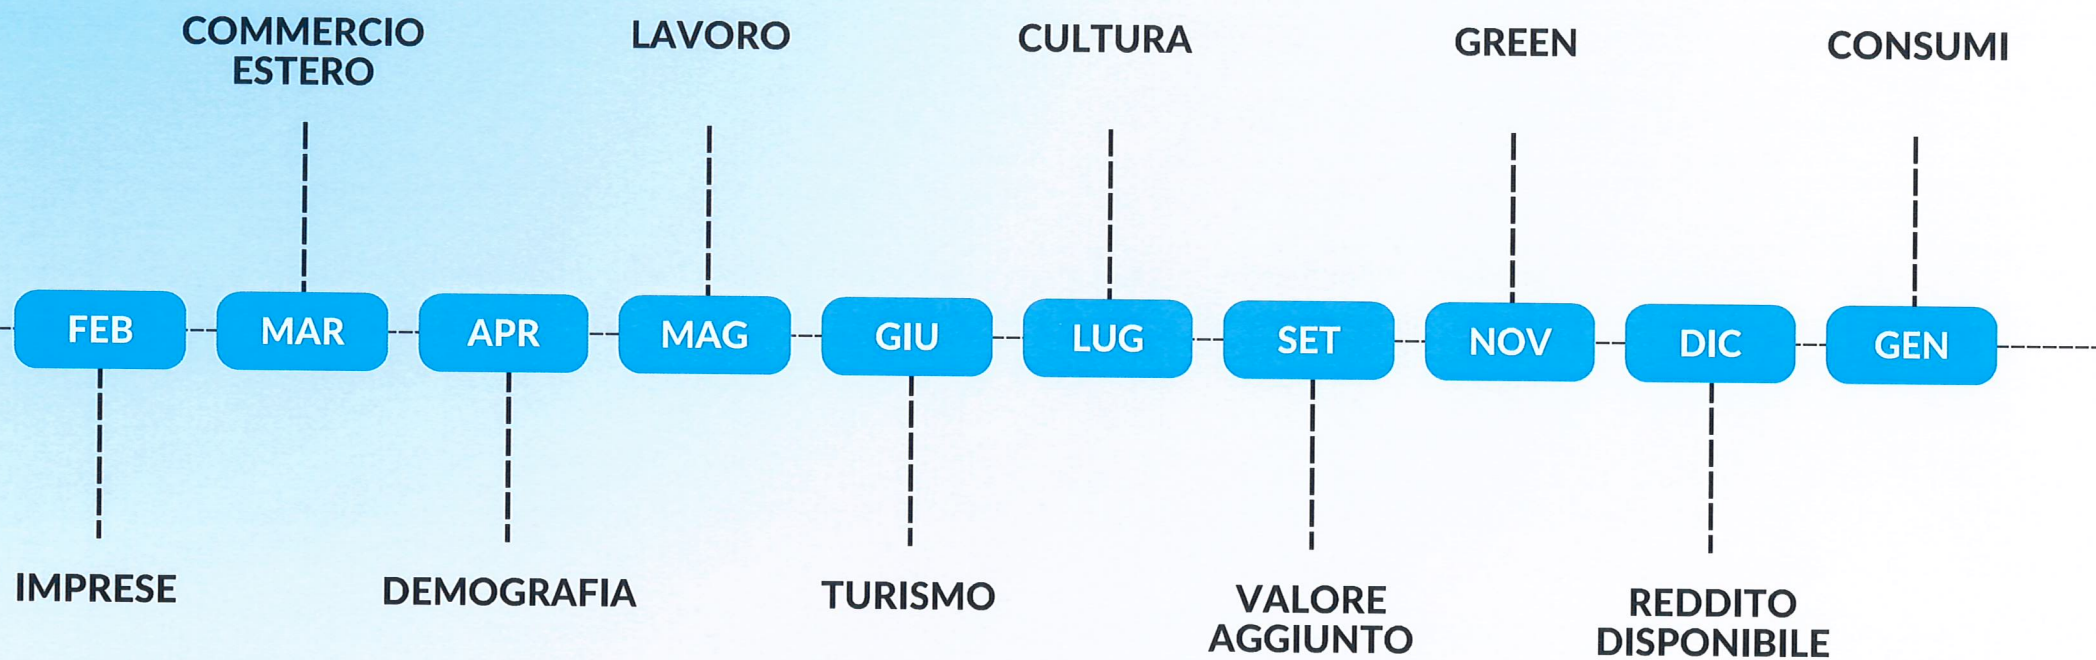 COMMERCIO
ESTERO
LAVORO
CULTURA
GREEN
CONSUMI
FEB
MAR
APR
MAG
GIU
LUG
SET
NOV
DIC
GEN
IMPRESE
DEMOGRAFIA
TURISMO
VALORE
AGGIUNTO
REDDITO
DISPONIBILE